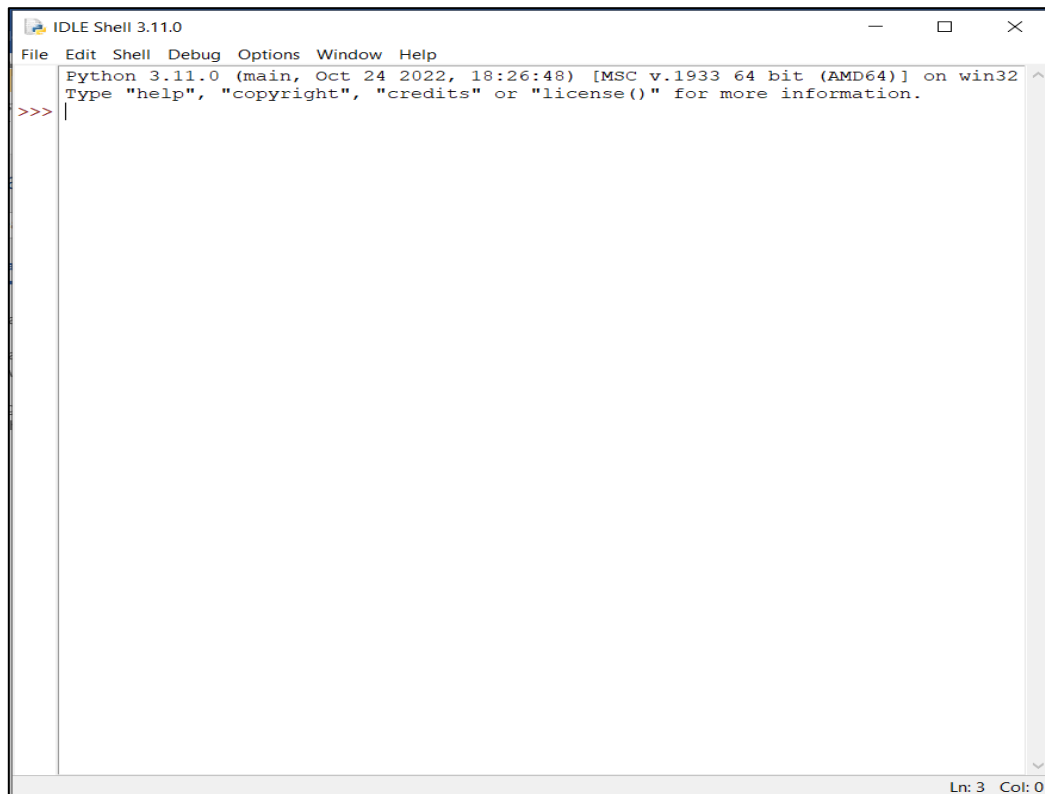 IDLE Shell 3.11.0
File Edit Shell Debug Options Window Help
Python 3.11.0 (main, Oct 24 2022, 18:26:48) [MSC v.1933 64 bit (AMD64)] on win32
Type "help", "copyright", "credits" or "license()" for more information.
>>>
Ln: 3 Col: 0